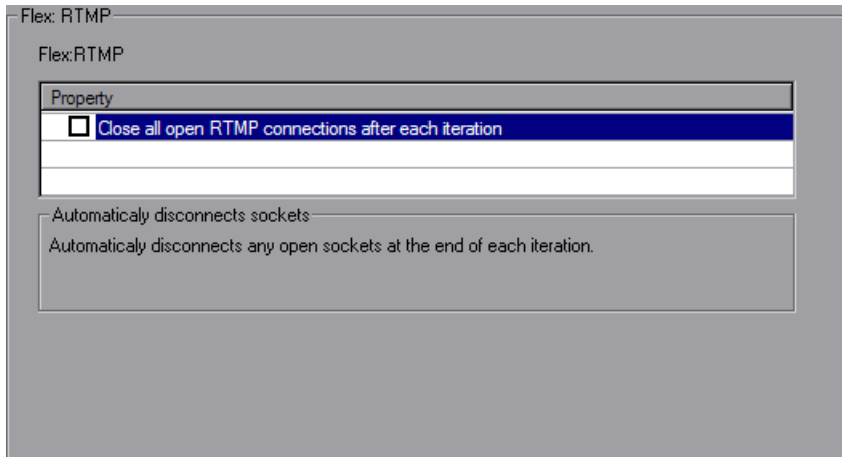 Flex: RTMP
Flex:RTMP
Property
Close all open RTMP connections after each iteration
Automaticaly disconnects sockets
Automaticaly disconnects any open sockets at the end of each iteration.